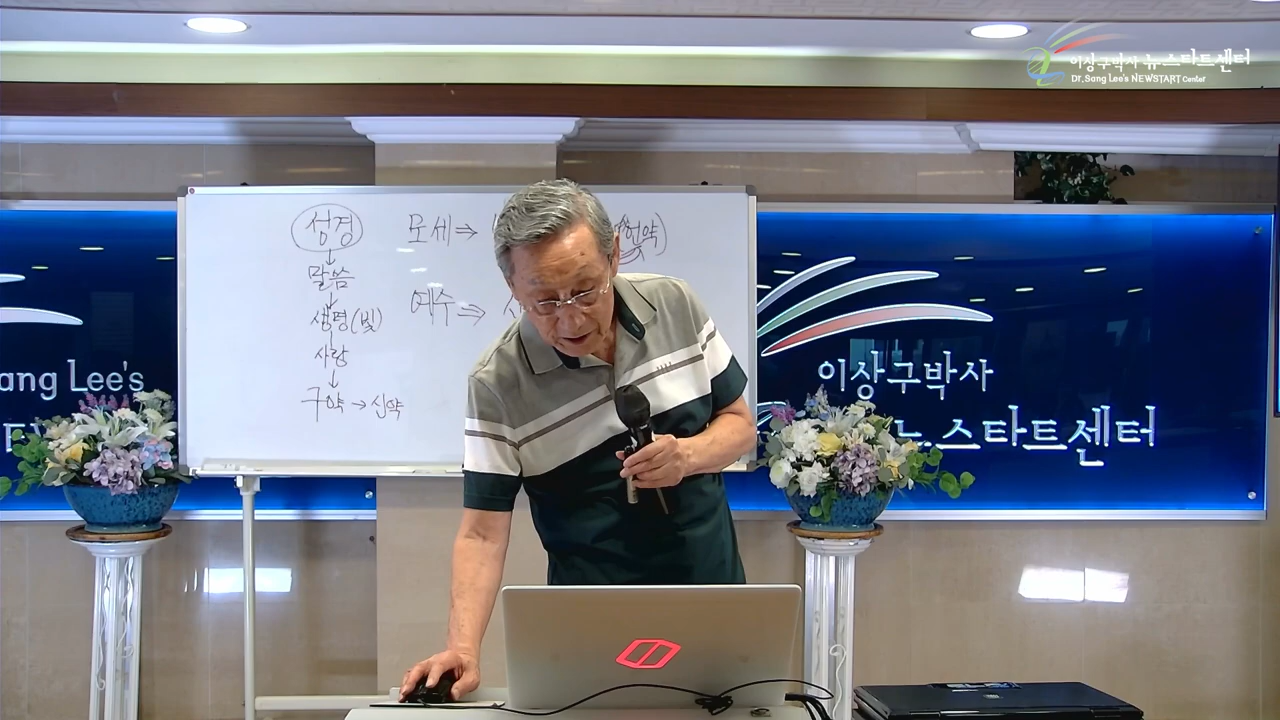 이상구박사 뉴스타트센터
Dr. Sang Lee's NEWSTART Center
성경 모세⇒
↓
말씀
↓
생명(빛) 예수⇒
↓
사랑
↓
구약→신약
ang Lee's
이상구박사
뉴스타트센터